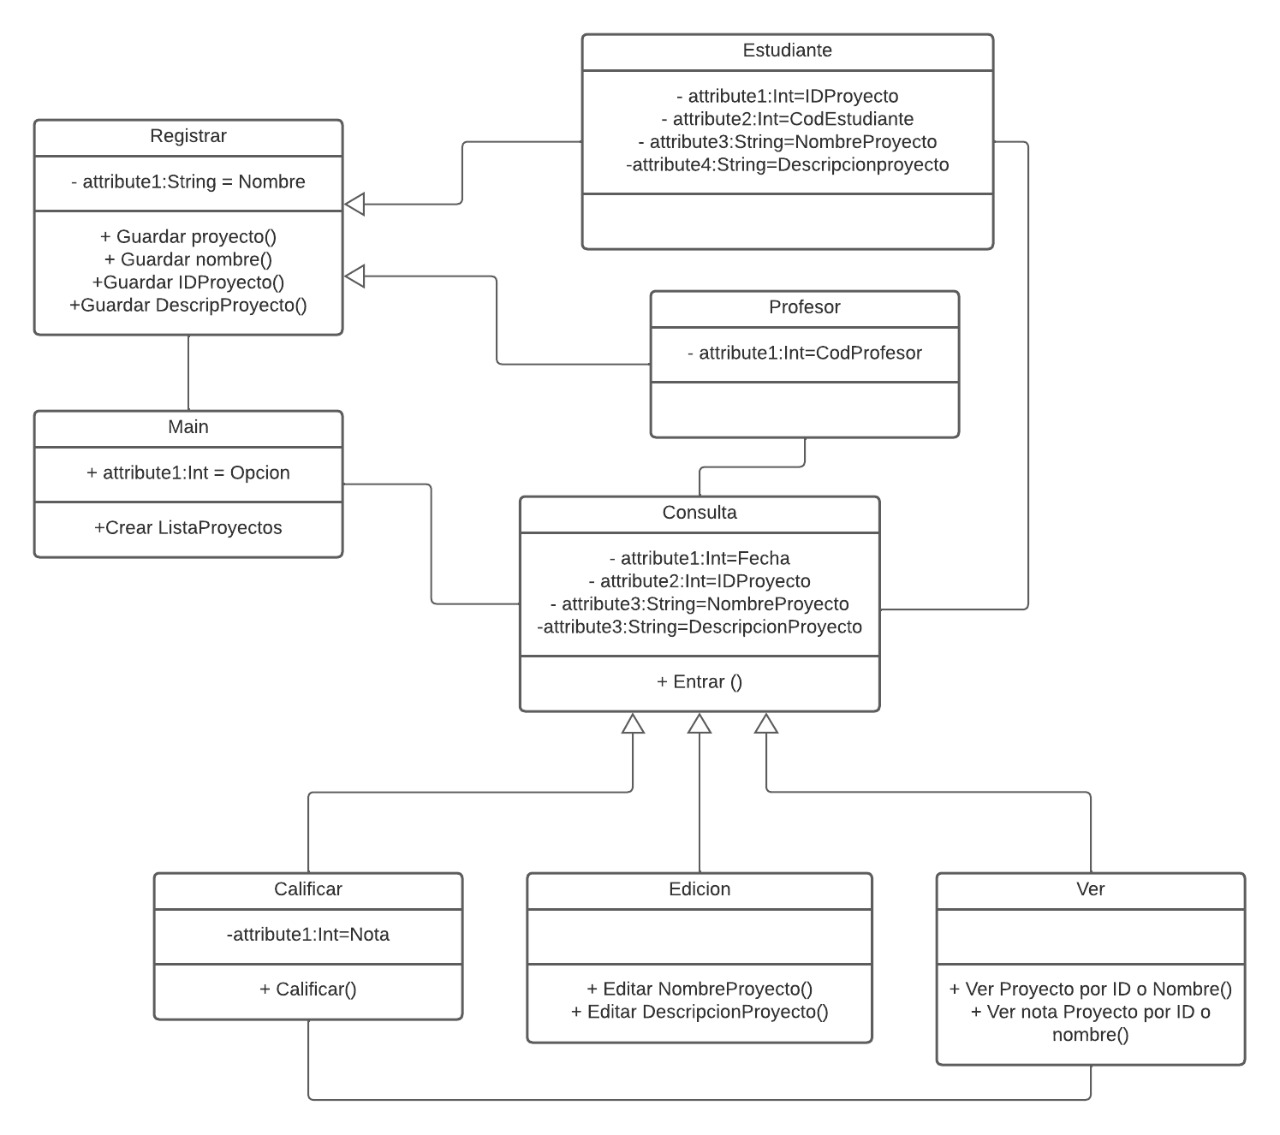 Estudiante
- attribute1:Int=IDProyecto
- attribute2:Int=CodEstudiante
- attribute3:String=NombreProyecto
-attribute4:String=Descripcionproyecto
Registrar
- attribute1:String = Nombre
+ Guardar proyecto()
+ Guardar nombre()
+Guardar IDProyecto()
+Guardar DescripProyecto()
Profesor
- attribute1:Int=CodProfesor
Main
+ attribute1:Int = Opcion
+Crear ListaProyectos
Consulta
- attribute1:Int=Fecha
- attribute2:Int=IDProyecto
- attribute3:String=NombreProyecto
-attribute3:String=DescripcionProyecto
+ Entrar ()
Calificar
-attribute1:Int=Nota
+ Calificar()
Edicion
+ Editar NombreProyecto()
+ Editar DescripcionProyecto()
Ver
+ Ver Proyecto por ID o Nombre()
+ Ver nota Proyecto por ID o
nombre()